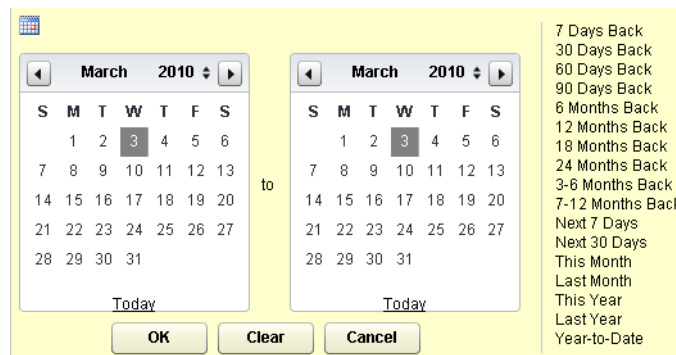 March 2010
S M T W T F S
1 2 3 4 5 6
7 8 9 10 11 12 13
14 15 16 17 18 19 20
21 22 23 24 25 26 27
28 29 30 31
Today
to
March 2010
S M T W T F S
1 2 3 4 5 6
7 8 9 10 11 12 13
14 15 16 17 18 19 20
21 22 23 24 25 26 27
28 29 30 31
Today
OK Clear Cancel
7 Days Back
30 Days Back
60 Days Back
90 Days Back
6 Months Back
12 Months Back
18 Months Back
24 Months Back
3-6 Months Back
7-12 Months Back
Next 7 Days
Next 30 Days
This Month
Last Month
This Year
Last Year
Year-to-Date